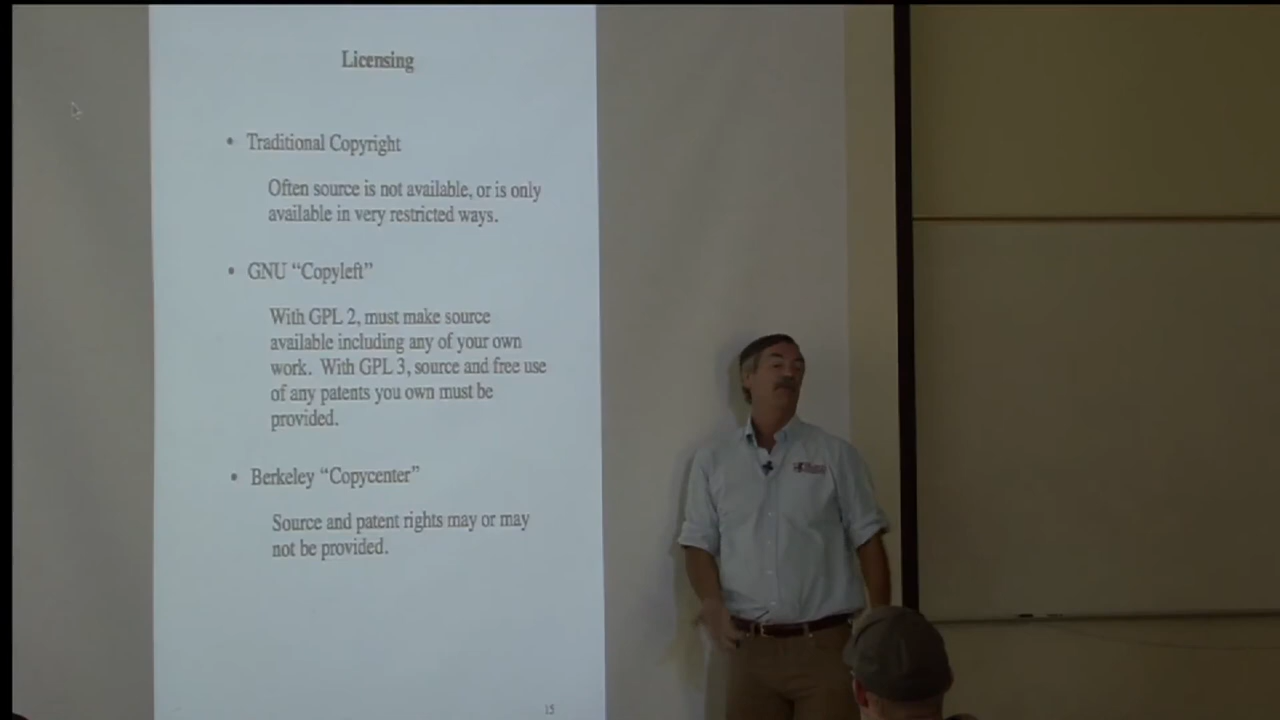 Licensing
• Traditional Copyright
Often source is not available, or is only
available in very restricted ways.
• GNU “Copyleft”
With GPL 2, must make source
available including any of your own
work. With GPL 3, source and free use
of any patents you own must be
provided.
• Berkeley “Copycenter”
Source and patent rights may or may
not be provided.
15